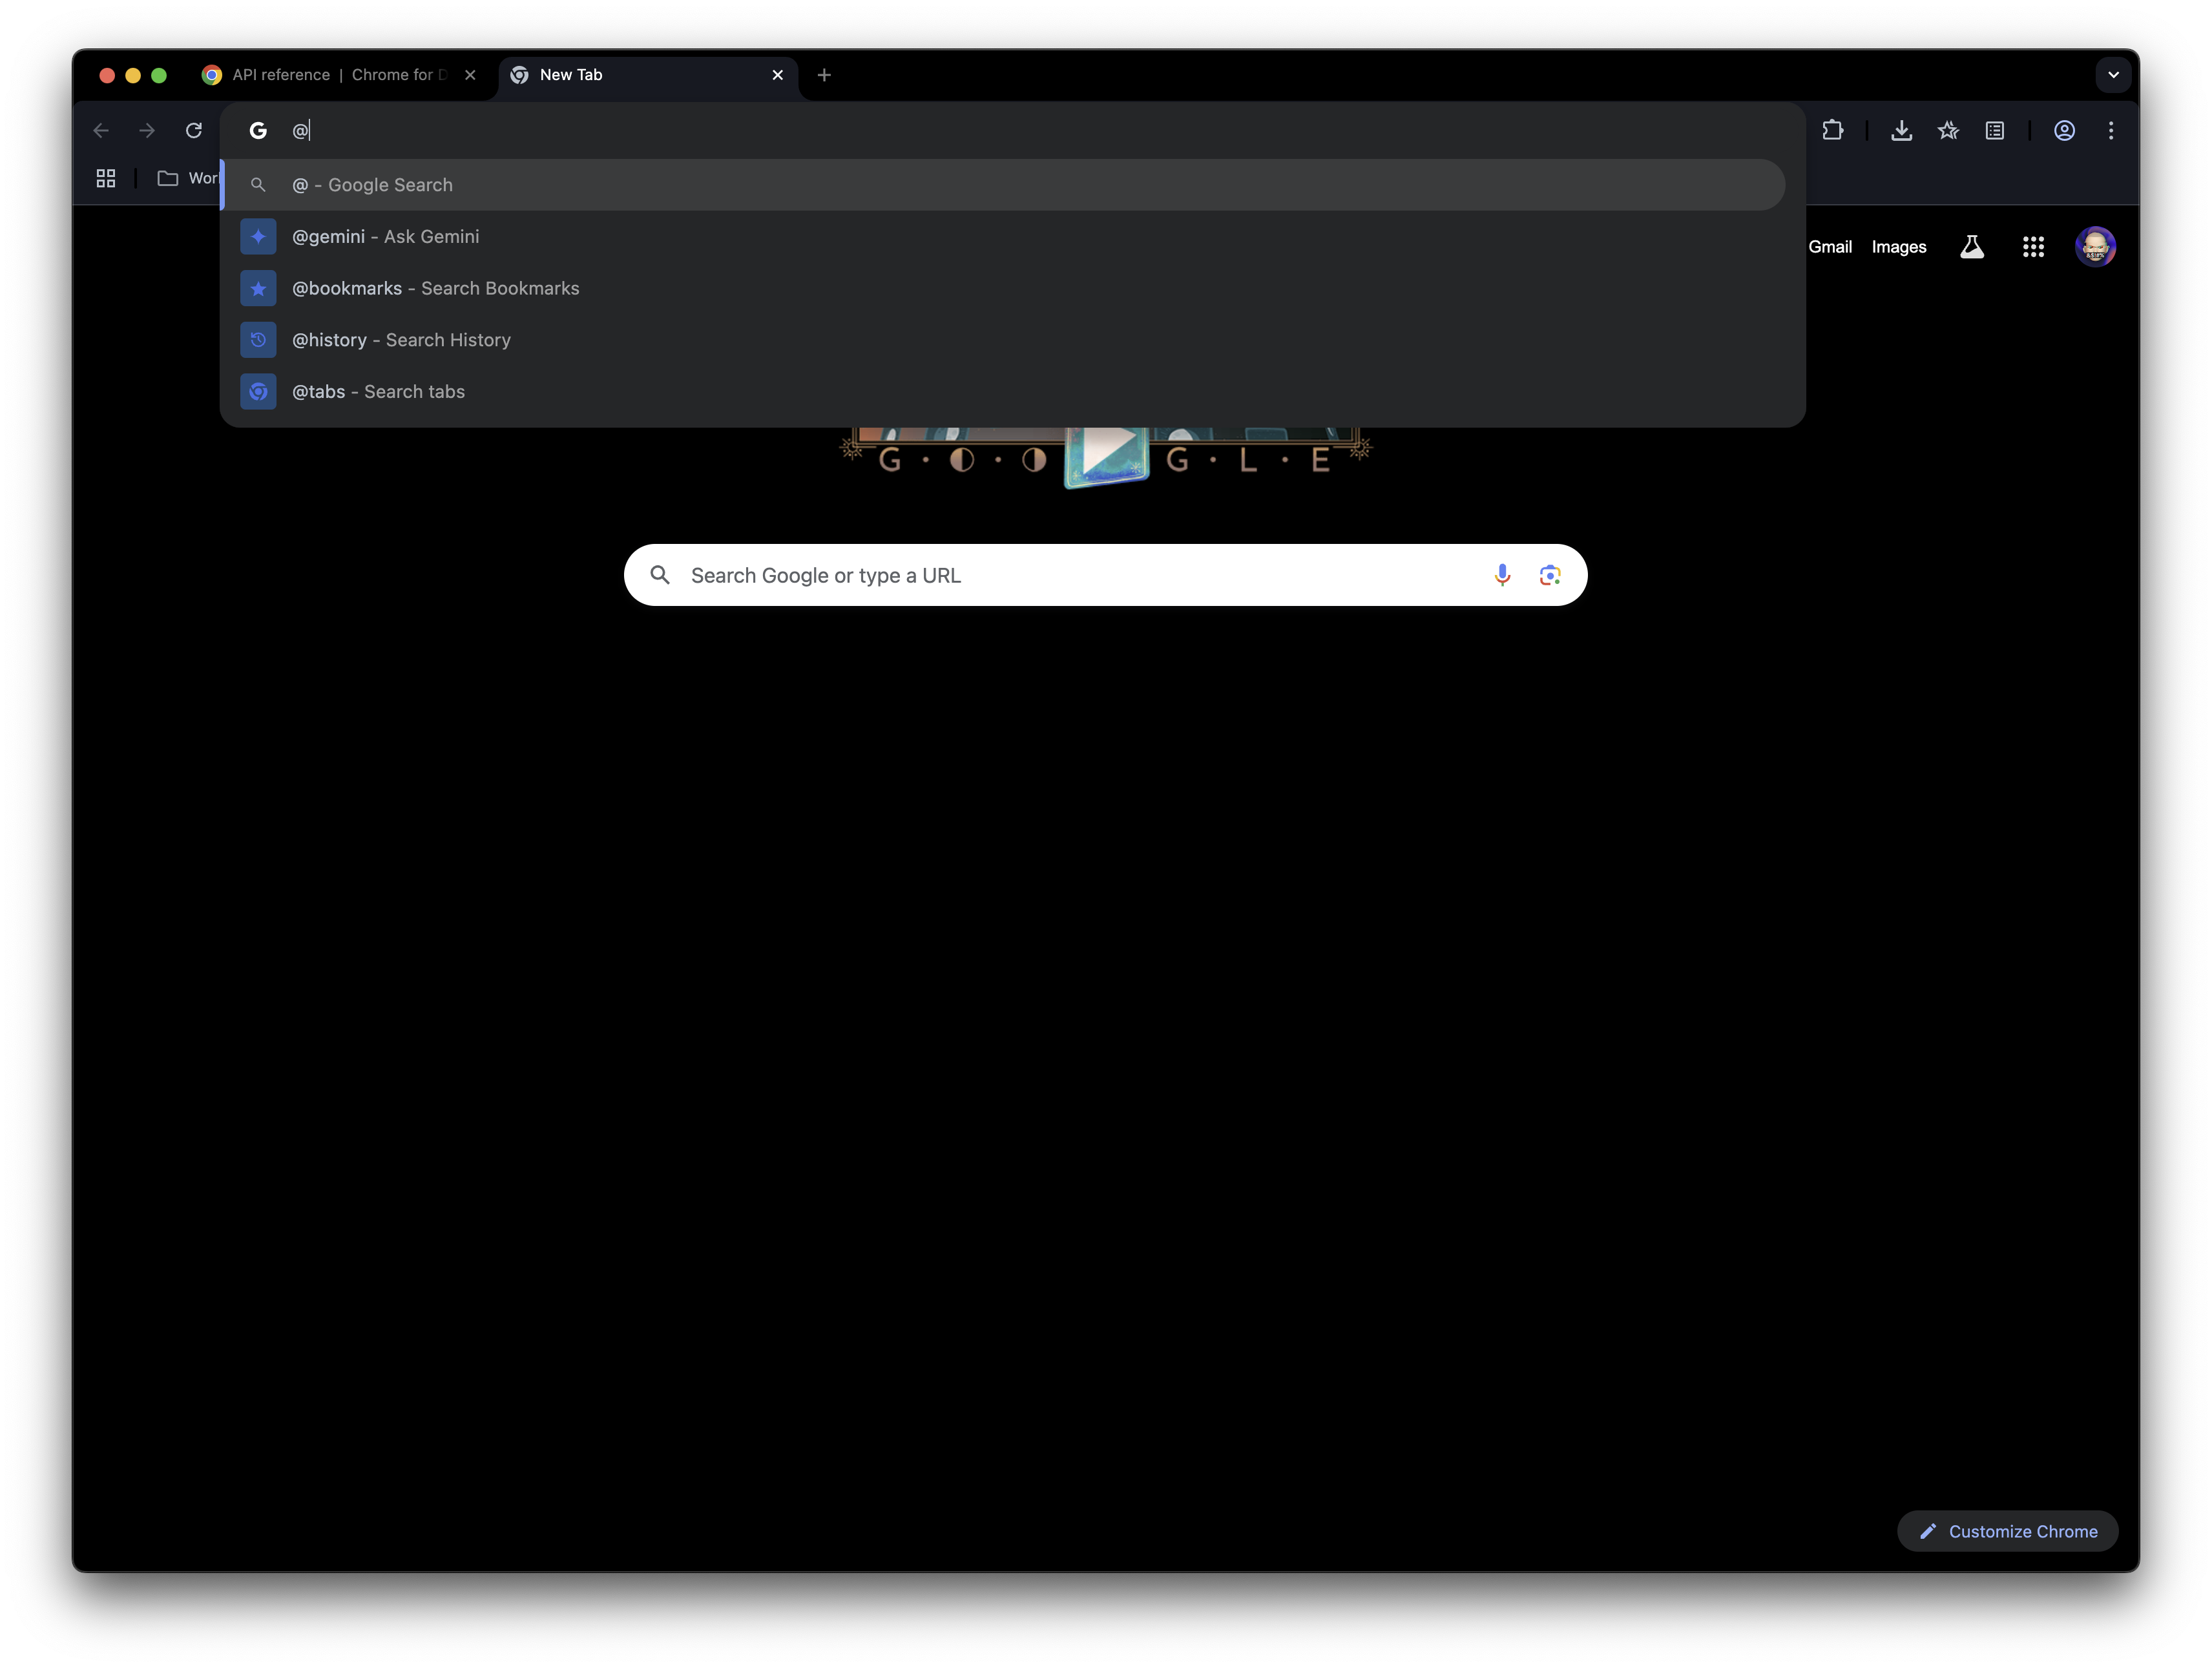 API reference | Chrome for D
New Tab
@
Work
@ - Google Search
@gemini - Ask Gemini
@bookmarks - Search Bookmarks
@history - Search History
@tabs - Search tabs
Gmail Images
G · O · O G · L · E
Search Google or type a URL
Customize Chrome